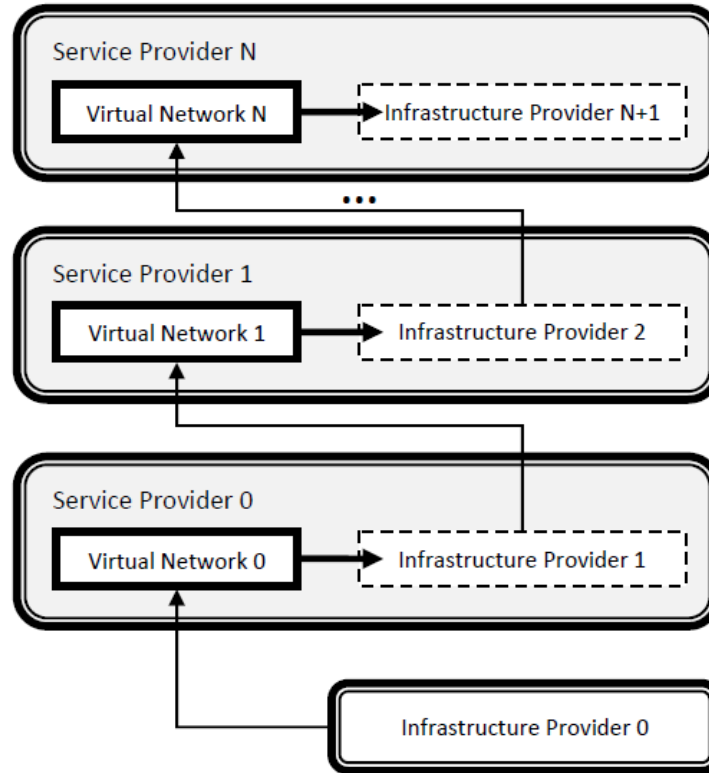 Service Provider N
Virtual Network N
Infrastructure Provider N+1
...
Service Provider 1
Virtual Network 1
Infrastructure Provider 2
Service Provider 0
Virtual Network 0
Infrastructure Provider 1
Infrastructure Provider 0